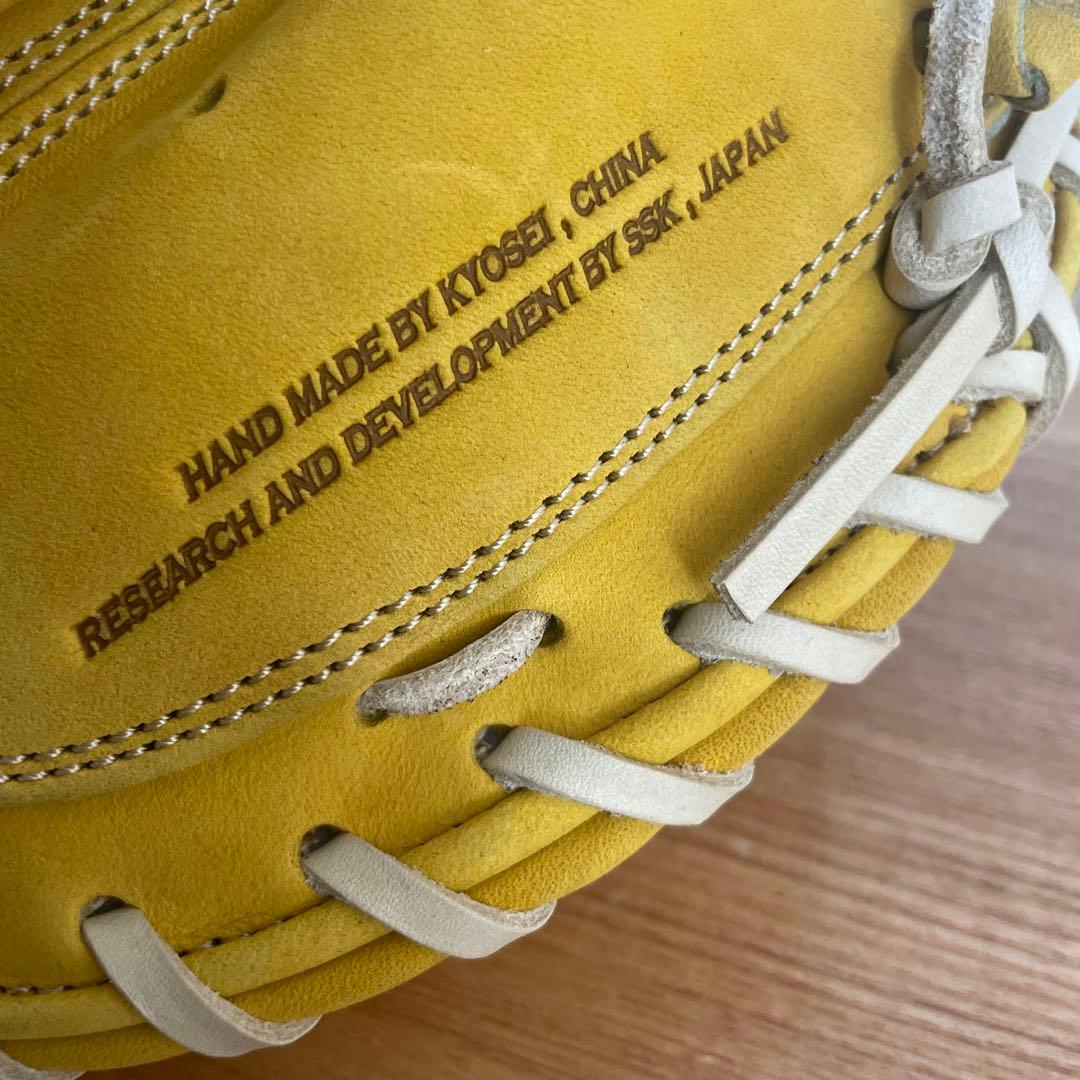 HAND MADE BY KYOSEI , CHINA
RESEARCH AND DEVELOPMENT BY SSK , JAPAN